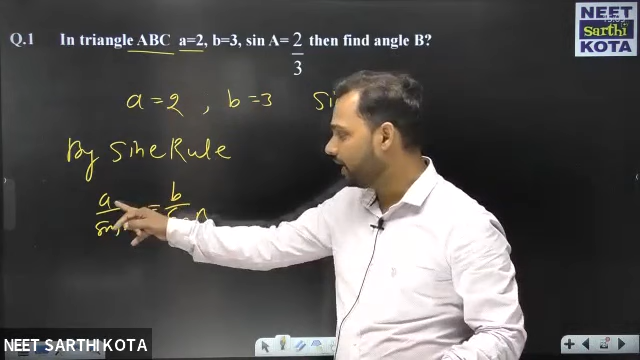 Q.1 In triangle ABC a=2, b=3, sin A= 2/3 then find angle B?
NEET
Sarthi
KOTA
a=2 , b=3
By Sine Rule
a = b
NEET SARTHI KOTA